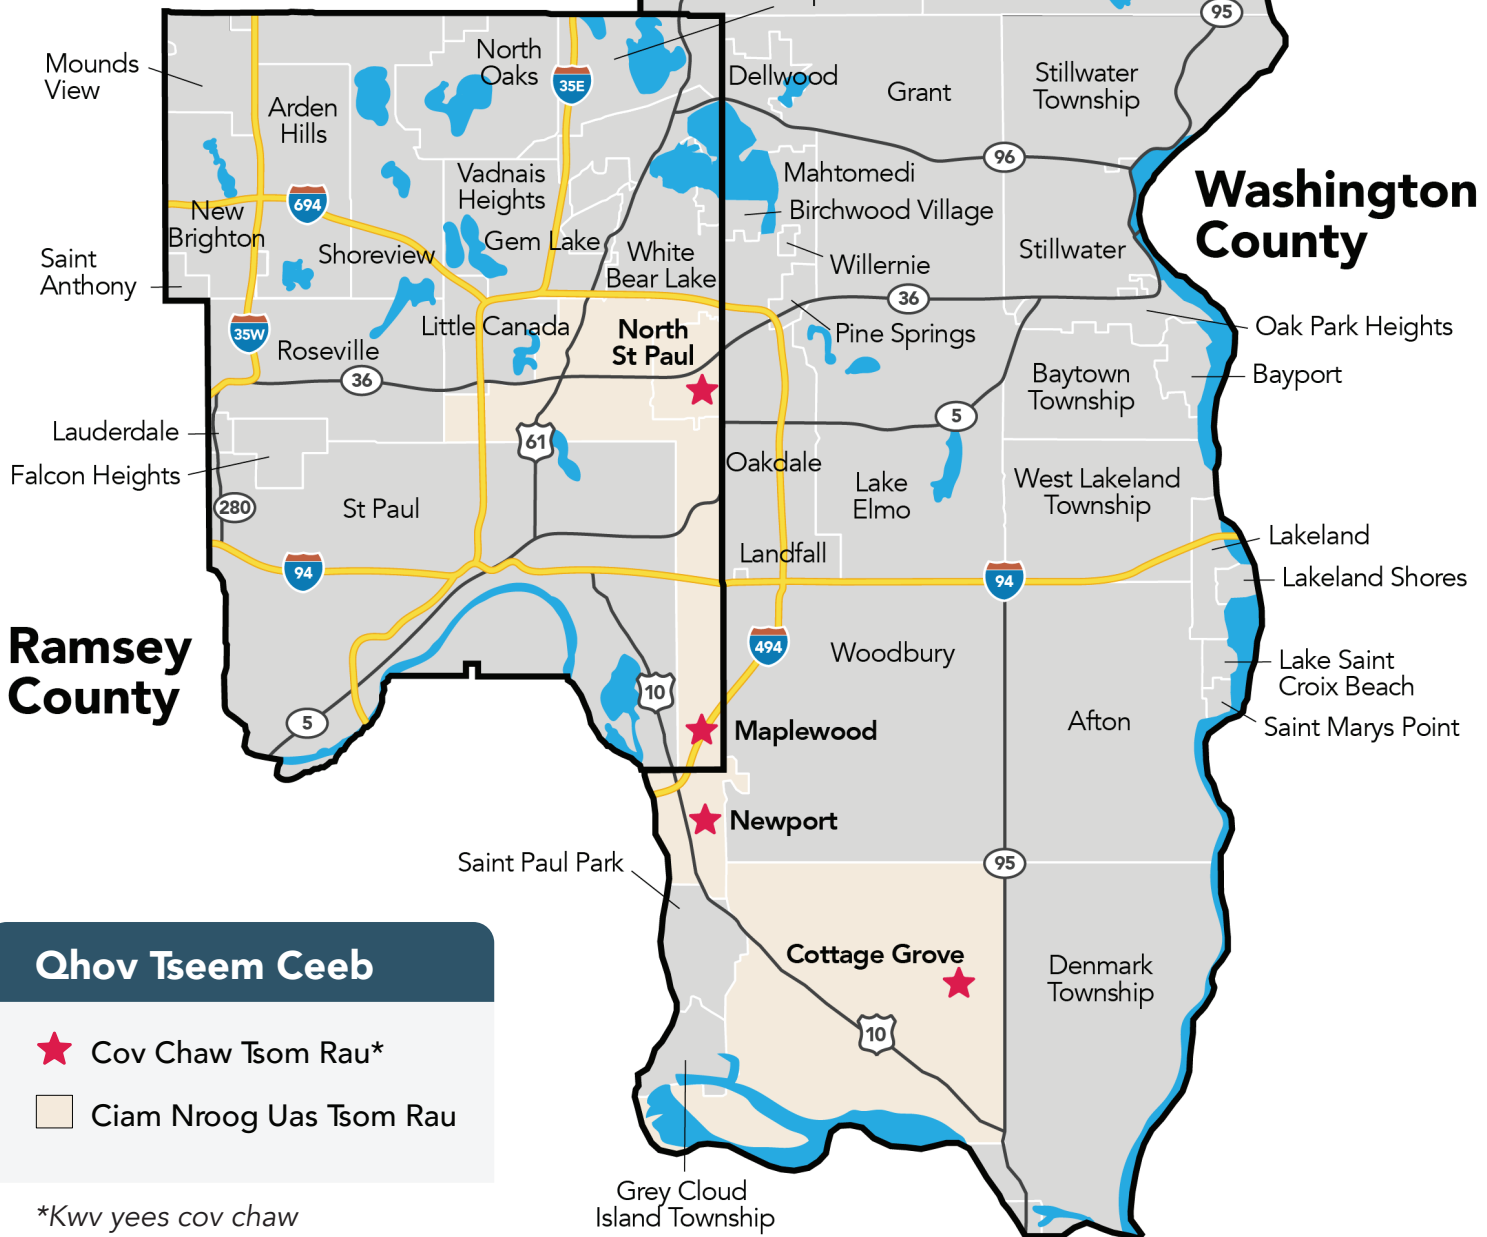 95
Mounds
View
North
Oaks
35E
Dellwood
Grant
Stillwater
Township
Arden
Hills
96
Vadnais
Heights
Mahtomedi
Washington
County
694
New
Brighton
Birchwood Village
Shoreview
Gem Lake
White
Bear Lake
Stillwater
Willernie
Saint
Anthony
36
35W
Little Canada
North
St Paul
Pine Springs
Oak Park Heights
Roseville
36
Baytown
Township
Bayport
5
Lauderdale
61
Falcon Heights
Oakdale
Lake
Elmo
West Lakeland
Township
280
St Paul
Lakeland
Landfall
94
94
Lakeland Shores
Ramsey
County
494
Woodbury
Lake Saint
Croix Beach
10
5
Maplewood
Afton
Saint Marys Point
Newport
Saint Paul Park
95
Cottage Grove
Denmark
Township
10
Qhov Tseem Ceeb
Cov Chaw Tsom Rau*
Ciam Nroog Uas Tsom Rau
Grey Cloud
Island Township
*Kwv yees cov chaw